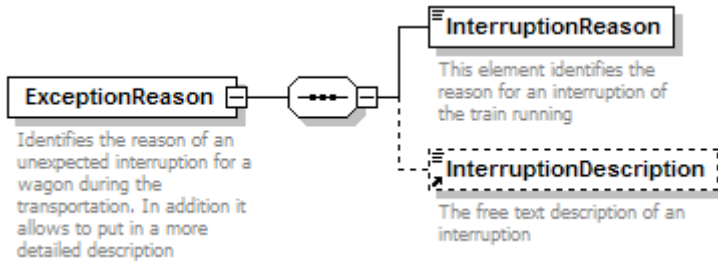 InterruptionReason
This element identifies the
reason for an interruption of
the train running
ExceptionReason
Identifies the reason of an
unexpected interruption for a
wagon during the
transportation. In addition it
allows to put in a more
detailed description
InterruptionDescription
The free text description of an
interruption